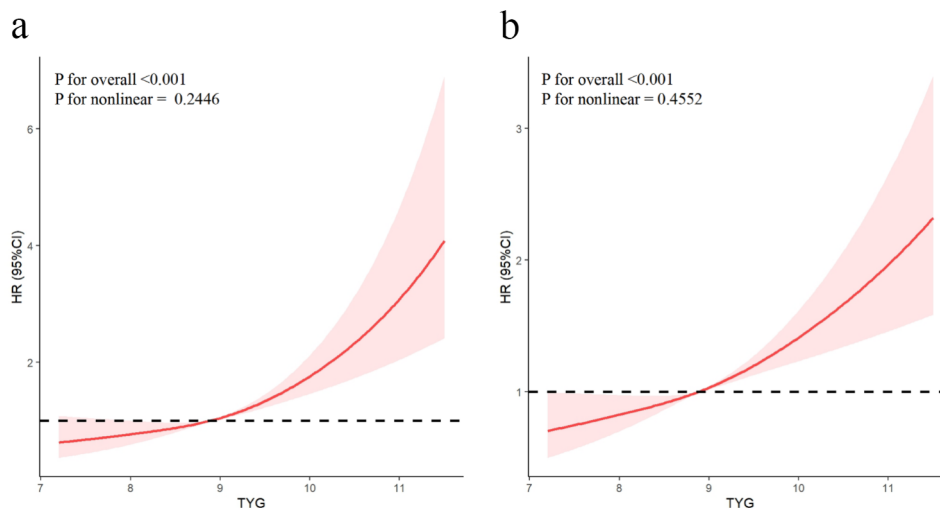 a
P for overall <0.001
P for nonlinear =  0.2446
HR (95%CI)
6
4
2
7
8
9
10
11
TYG
b
P for overall <0.001
P for nonlinear = 0.4552
HR (95%CI)
3
2
1
7
8
9
10
11
TYG